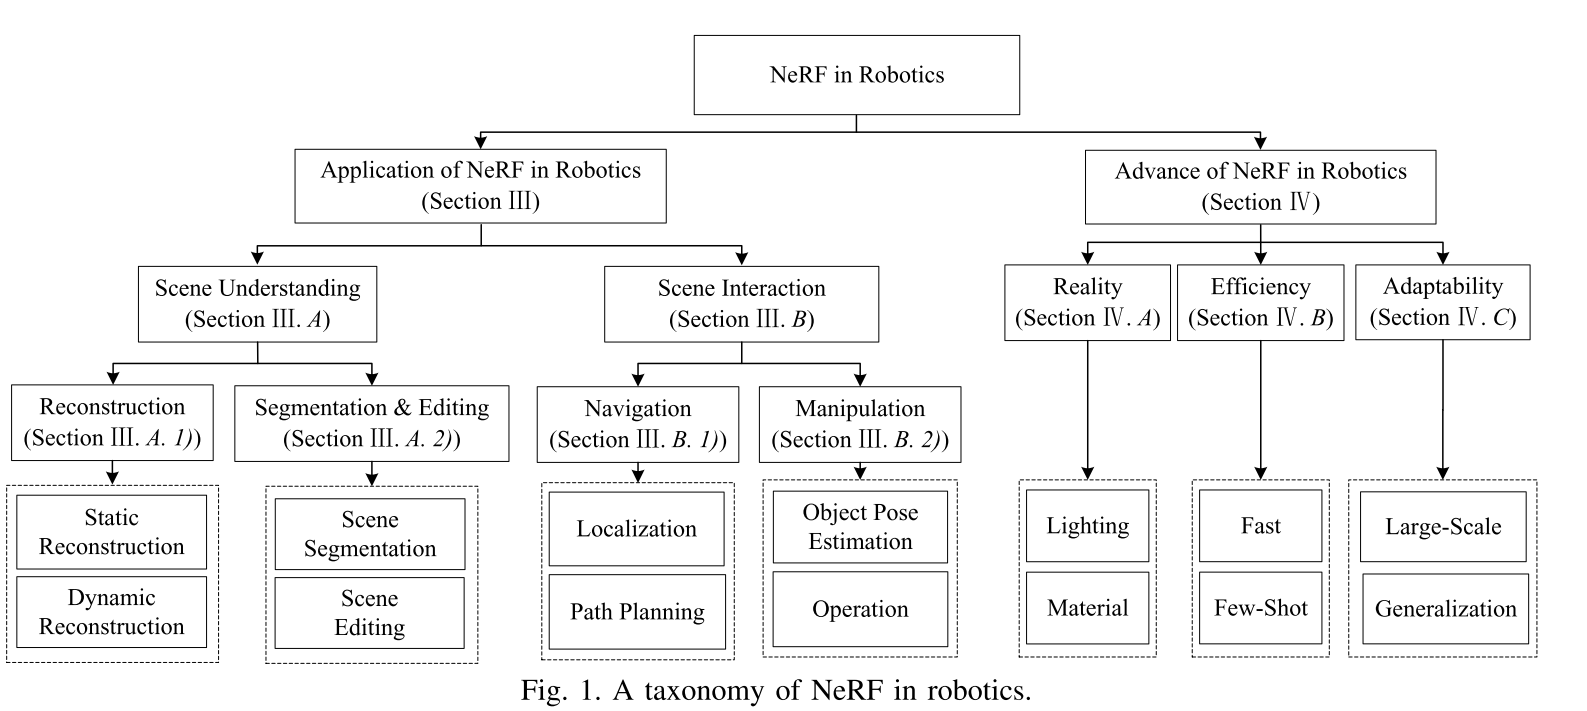 NeRF in Robotics
Application of NeRF in Robotics
(Section III)
Advance of NeRF in Robotics
(Section IV)
Scene Understanding
(Section III. A)
Scene Interaction
(Section III. B)
Reality
(Section IV. A)
Efficiency
(Section IV. B)
Adaptability
(Section IV. C)
Reconstruction
(Section III. A. 1))
Segmentation & Editing
(Section III. A. 2))
Navigation
(Section III. B. 1))
Manipulation
(Section III. B. 2))
Static
Reconstruction
Dynamic
Reconstruction
Scene
Segmentation
Scene
Editing
Localization
Path Planning
Object Pose
Estimation
Operation
Lighting
Material
Fast
Few-Shot
Large-Scale
Generalization
Fig. 1. A taxonomy of NeRF in robotics.